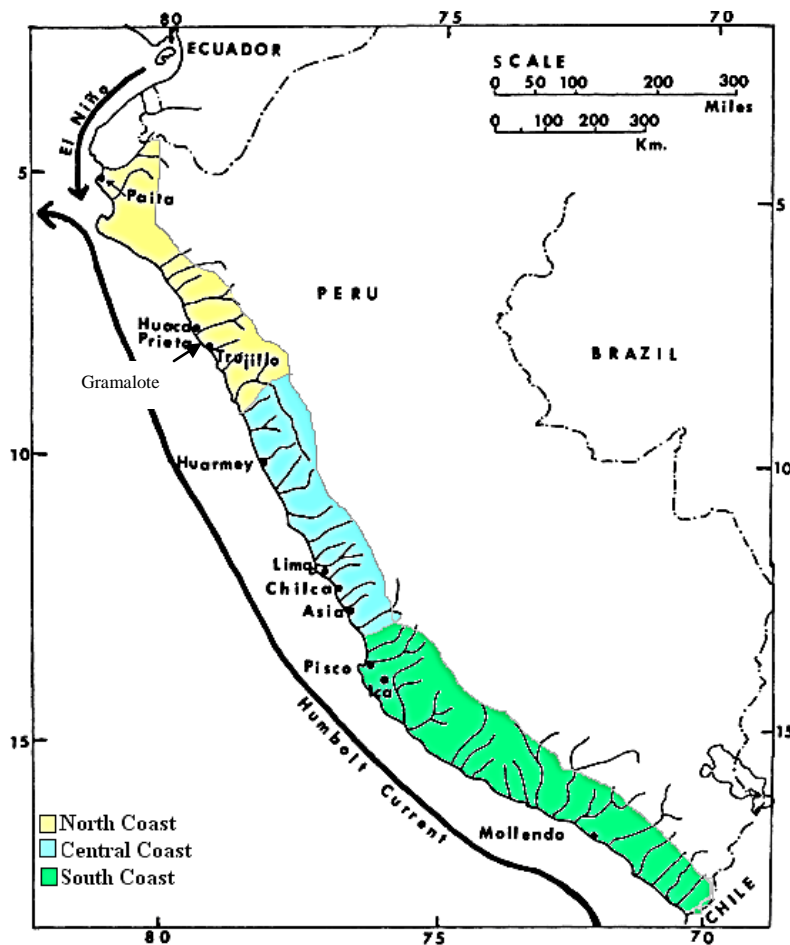 80
75
70
ECUADOR
SCALE
0 50 100 200 300
Miles
0 100 200 300
Km.
El Niño
5
5
Paita
PERU
Huaca
Prieta
Trujillo
BRAZIL
Gramalote
10
10
Huarmey
Lima
Chilca
Asia
Pisco
Ica
15
15
Humbolt Current
Mollendo
North Coast
Central Coast
South Coast
CHILE
80
75
70